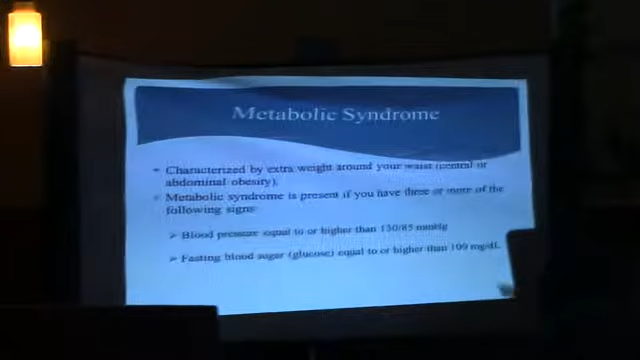 Metabolic Syndrome
Characterized by extra weight around your waist (central or
abdominal obesity).
Metabolic syndrome is present if you have three or more of the
following signs
➢ Blood pressure equal to or higher than 130/85 mmHg
➢ Fasting blood sugar (glucose) equal to or higher than 109 mg/dL